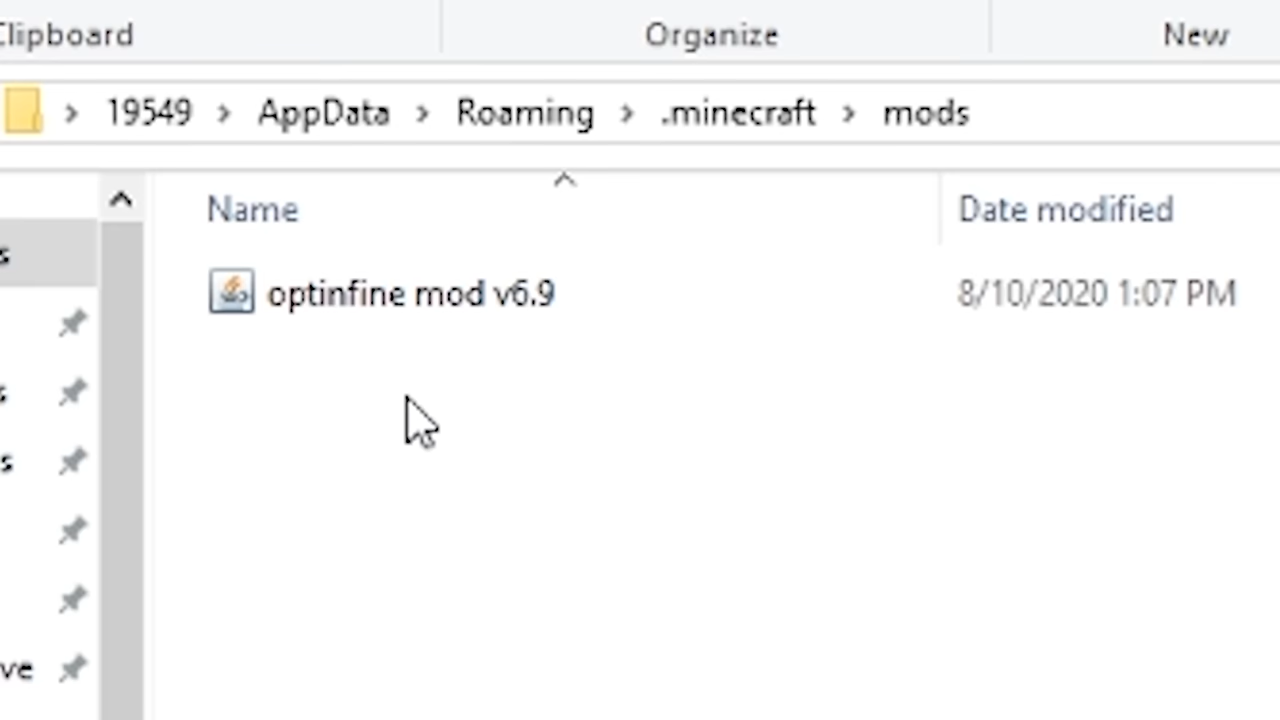 Clipboard Organize New
19549 > AppData > Roaming > .minecraft > mods
Name Date modified
optinfine mod v6.9 8/10/2020 1:07 PM
s
s
s
ve